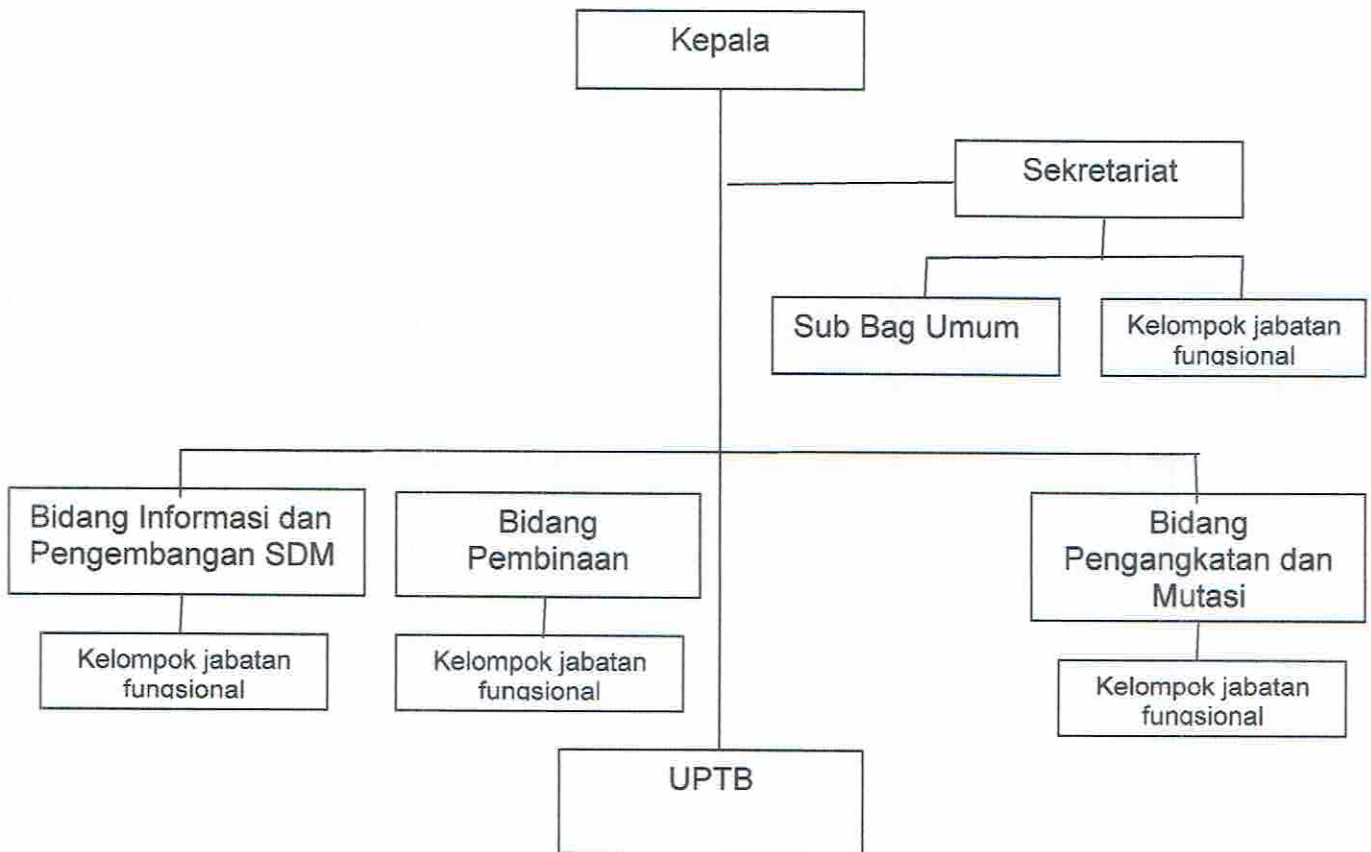 Kepala
Sekretariat
Sub Bag Umum
Kelompok jabatan
fungsional
Bidang Informasi dan
Pengembangan SDM
Bidang
Pembinaan
Bidang
Pengangkatan dan
Mutasi
Kelompok jabatan
fungsional
Kelompok jabatan
fungsional
Kelompok jabatan
fungsional
UPTB